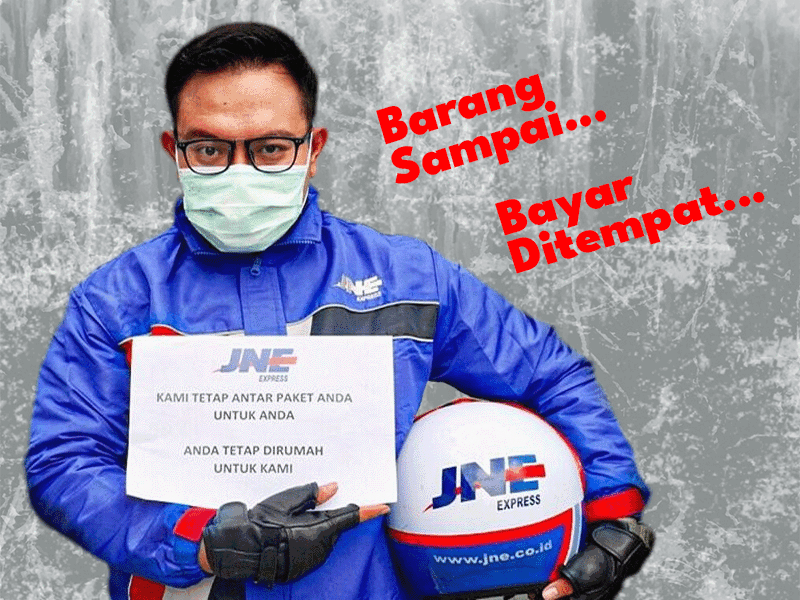 Barang
Sampai...
Bayar
Ditempat...
JNE
EXPRESS
JNE
EXPRESS
KAMI TETAP ANTAR PAKET ANDA
UNTUK ANDA
ANDA TETAP DIRUMAH
UNTUK KAMI
JNE
EXPRESS
www.jne.co.id